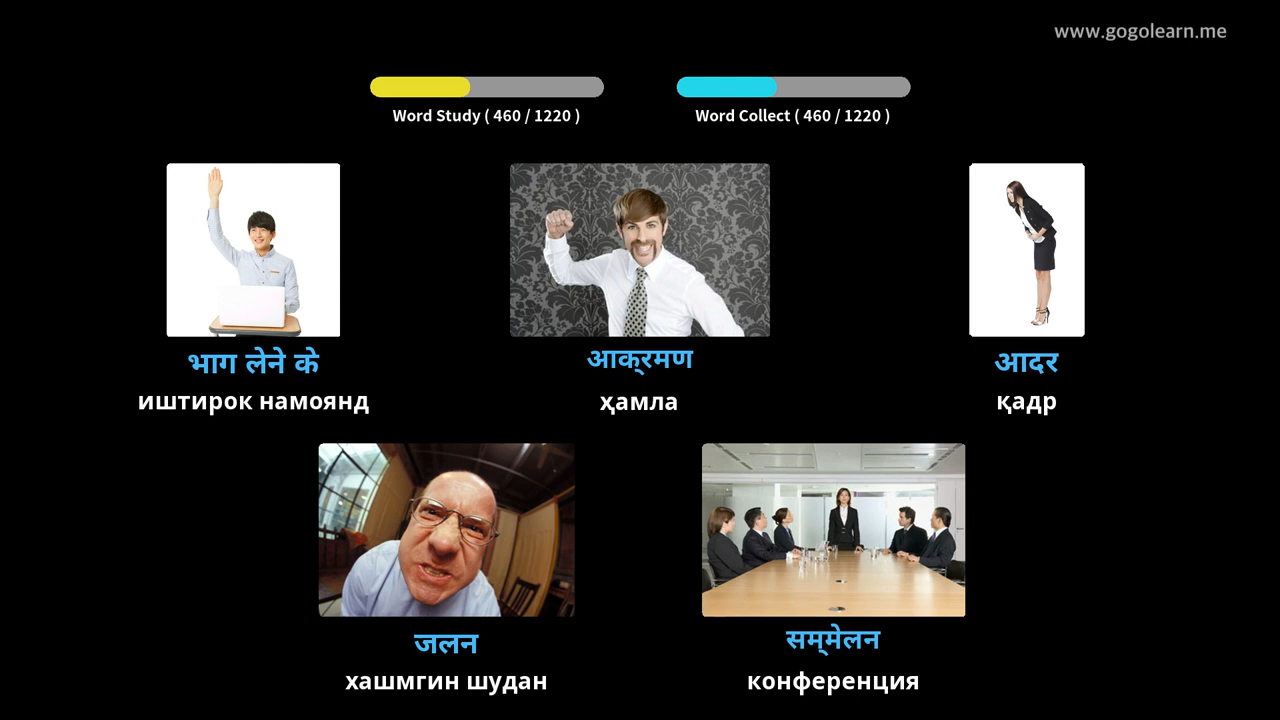 www.gogolearn.me
Word Study ( 460 / 1220 )
Word Collect ( 460 / 1220 )
भाग लेने के
иштирок намоянд
आक्रमण
ҳамла
आदर
қадр
जलन
хашмгин шудан
सम्मेलन
конференция